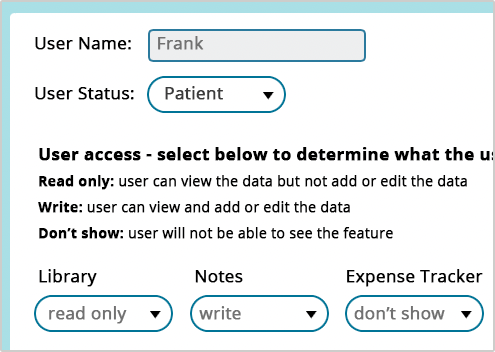 User Name: Frank
User Status: Patient
User access - select below to determine what the
Read only: user can view the data but not add or edit the data
Write: user can view and add or edit the data
Don't show: user will not be able to see the feature
Library Notes Expense Tracker
read only write don't show